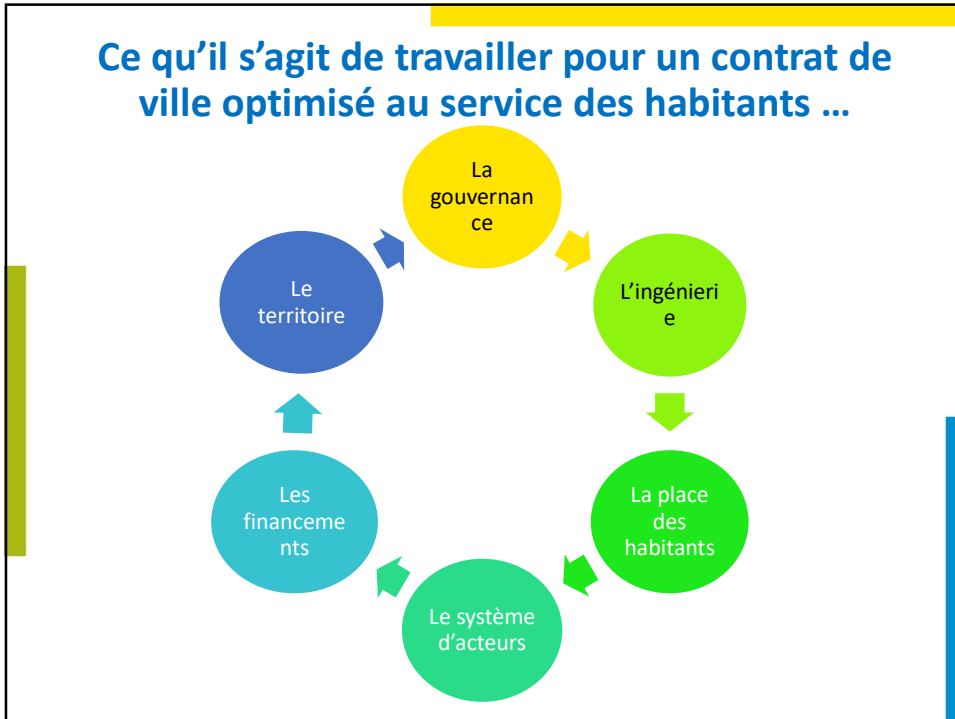 Ce qu’il s’agit de travailler pour un contrat de
ville optimisé au service des habitants …
La
gouvernan
ce
L’ingénieri
e
La place
des
habitants
Le système
d’acteurs
Les
financeme
nts
Le
territoire